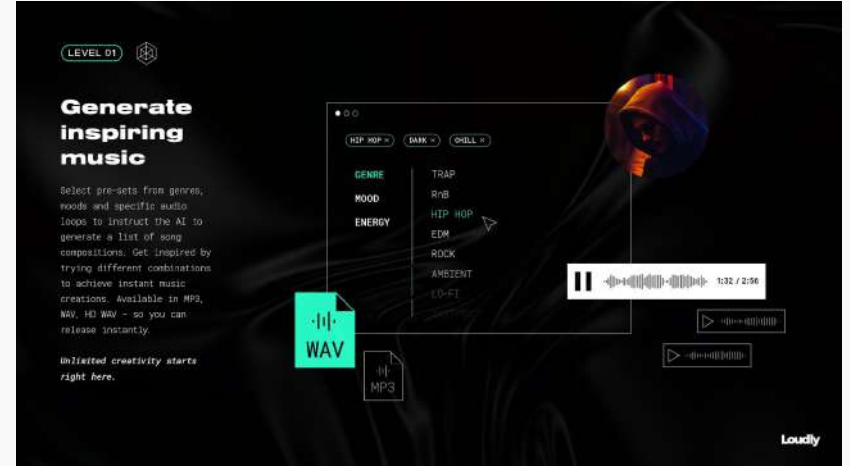 LEVEL 01
Generate
inspiring
music
Select pre-sets from genres,
moods and specific audio
loops to instruct the AI to
generate a list of song
compositions. Get inspired by
trying different combinations
to achieve instant music
creations. Available in MP3,
WAV, HD WAV – so you can
release instantly.
Unlimited creativity starts
right here.
HIP HOP ×
DARK ×
CHILL ×
GENRE
MOOD
ENERGY
TRAP
RnB
HIP HOP
EDM
ROCK
AMBIENT
LO-FI
1:32 / 2:56
WAV
MP3
Loudly